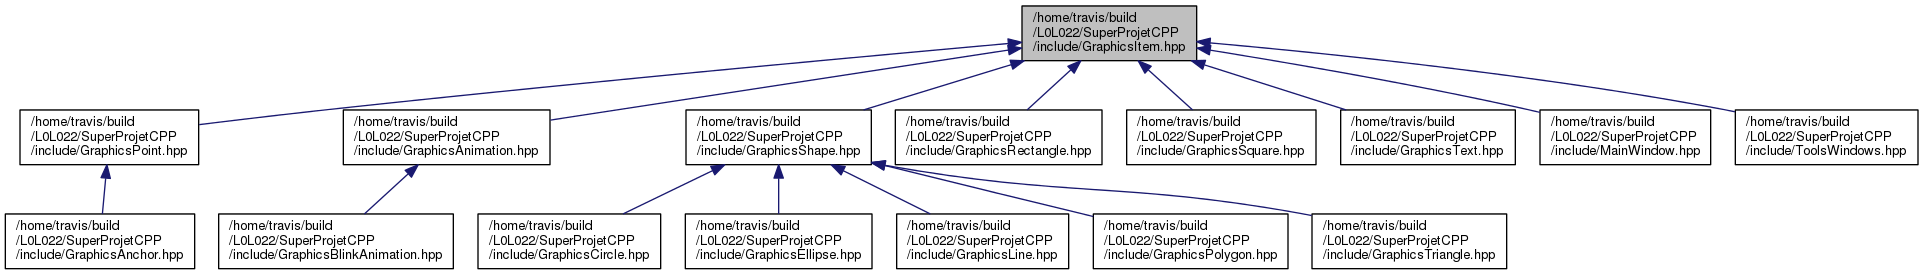 /home/travis/build
/L0L022/SuperProjetCPP
/include/GraphicsItem.hpp
/home/travis/build
/L0L022/SuperProjetCPP
/include/GraphicsPoint.hpp
/home/travis/build
/L0L022/SuperProjetCPP
/include/GraphicsAnimation.hpp
/home/travis/build
/L0L022/SuperProjetCPP
/include/GraphicsShape.hpp
/home/travis/build
/L0L022/SuperProjetCPP
/include/GraphicsRectangle.hpp
/home/travis/build
/L0L022/SuperProjetCPP
/include/GraphicsSquare.hpp
/home/travis/build
/L0L022/SuperProjetCPP
/include/GraphicsText.hpp
/home/travis/build
/L0L022/SuperProjetCPP
/include/MainWindow.hpp
/home/travis/build
/L0L022/SuperProjetCPP
/include/ToolsWindows.hpp
/home/travis/build
/L0L022/SuperProjetCPP
/include/GraphicsAnchor.hpp
/home/travis/build
/L0L022/SuperProjetCPP
/include/GraphicsBlinkAnimation.hpp
/home/travis/build
/L0L022/SuperProjetCPP
/include/GraphicsCircle.hpp
/home/travis/build
/L0L022/SuperProjetCPP
/include/GraphicsEllipse.hpp
/home/travis/build
/L0L022/SuperProjetCPP
/include/GraphicsLine.hpp
/home/travis/build
/L0L022/SuperProjetCPP
/include/GraphicsPolygon.hpp
/home/travis/build
/L0L022/SuperProjetCPP
/include/GraphicsTriangle.hpp